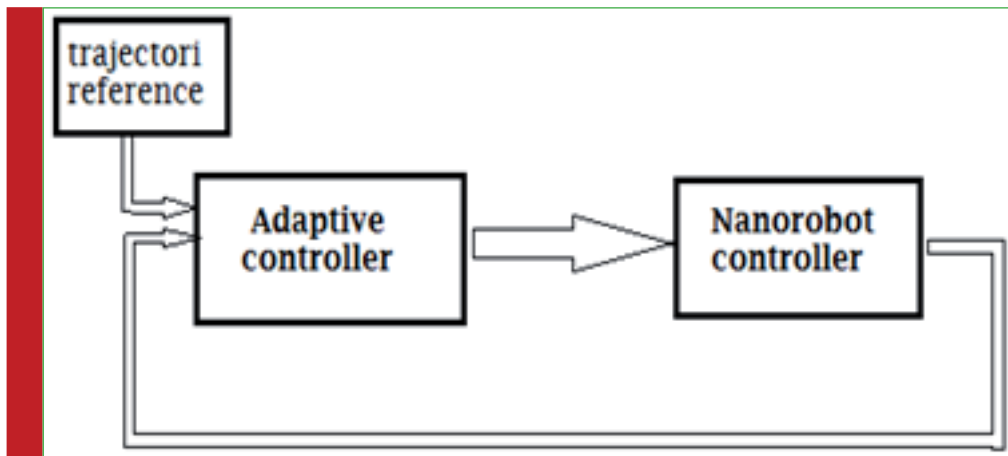 trajectori
reference
Adaptive
controller
Nanorobot
controller